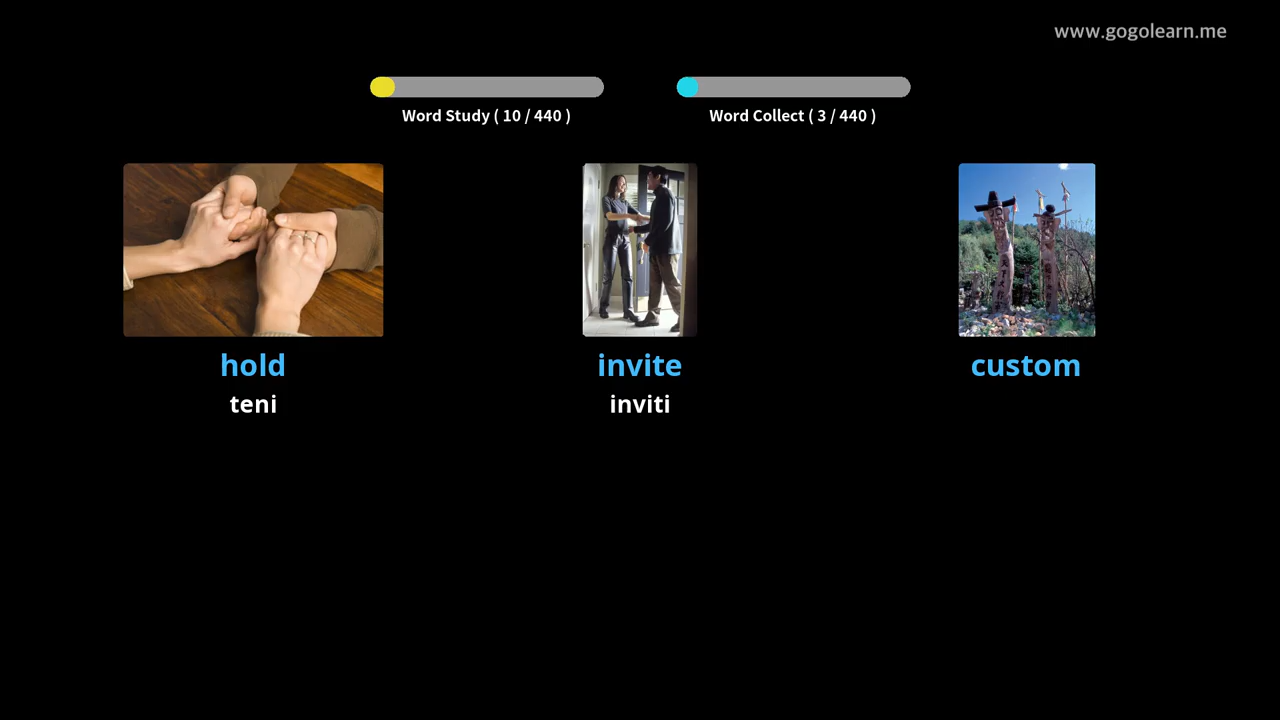 www.gogolearn.me
Word Study ( 10 / 440 )
Word Collect ( 3 / 440 )
hold
invite
custom
teni
inviti